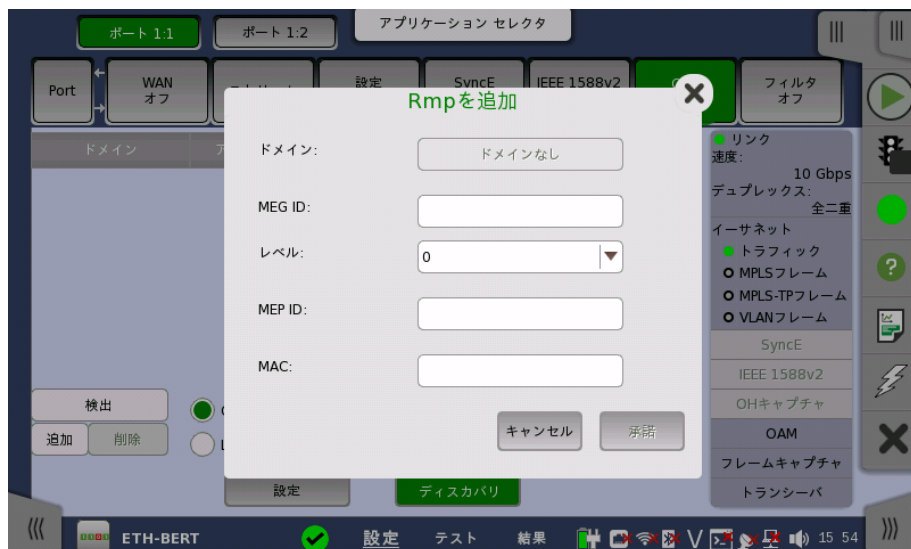 アプリケーション セレクタ
ポート 1:1
ポート 1:2
Port
WAN
オフ
設定
SyncE
IEEE 1588v2
フィルタ
オフ
Rmpを追加
ドメイン
ドメイン:
ドメインなし
MEG ID:
レベル:
0
MEP ID:
MAC:
キャンセル
承諾
検出
追加
削除
設定
ディスカバリ
リンク
速度:
10 Gbps
デュプレックス:
全二重
イーサネット
トラフィック
MPLSフレーム
MPLS-TPフレーム
VLANフレーム
SyncE
IEEE 1588v2
OHキャプチャ
OAM
フレームキャプチャ
トランシーバ
ETH-BERT
設定
テスト
結果
15 54